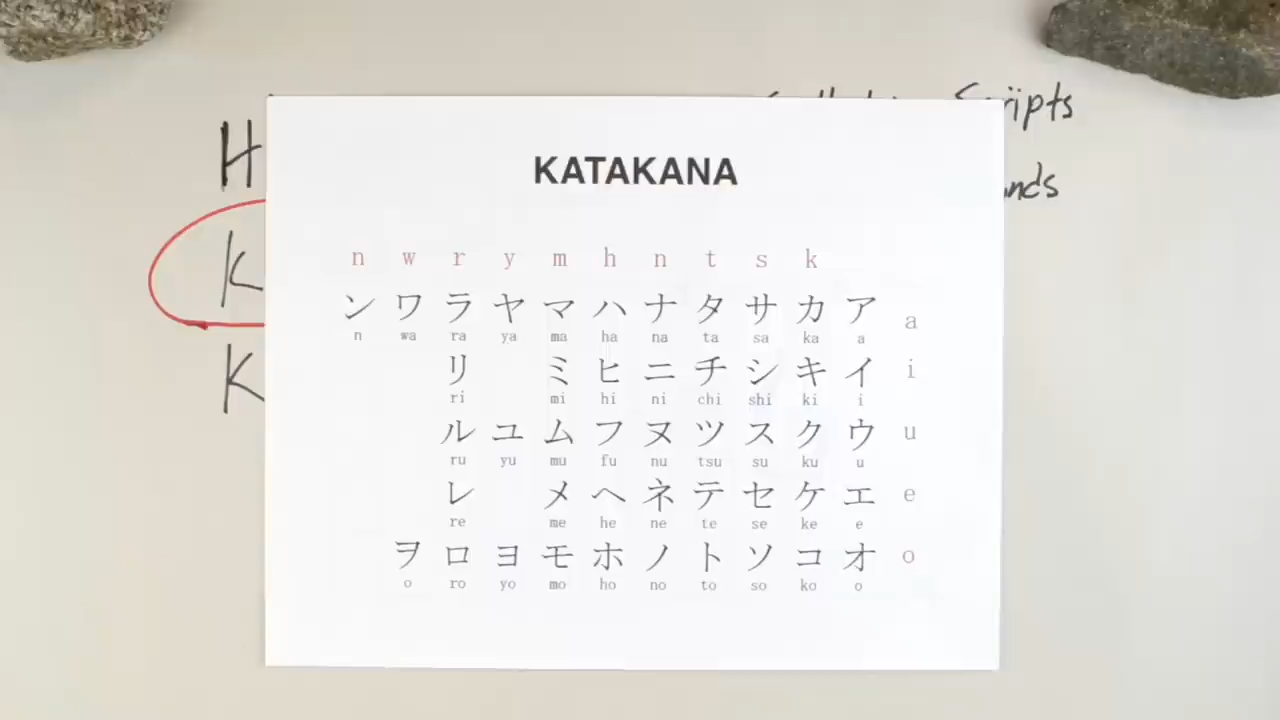 Scripts
KATAKANA
n w r y m h n t s k
ン ワ ラ ヤ マ ハ ナ タ サ カ ア a
n wa ra ya ma ha na ta sa ka a
リ ミ ヒ ニ チ シ キ イ i
ri mi hi ni chi shi ki i
ル ユ ム フ ヌ ツ ス ク ウ u
ru yu mu fu nu tsu su ku u
レ メ ヘ ネ テ セ ケ エ e
re me he ne te se ke e
ヲ ロ ヨ モ ホ ノ ト ソ コ オ o
o ro yo mo ho no to so ko o